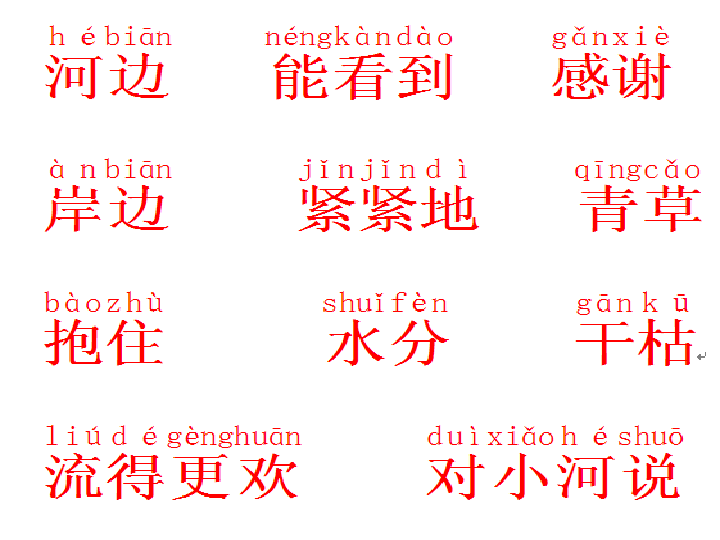 hébiān néngkàndào gǎnxiè
河边 能看到 感谢
ànbiān jǐnjǐndì qīngcǎo
岸边 紧紧地 青草
bàozhù shuǐfèn gānkū
抱住 水分 干枯
liúdégènghuān duìxiǎohéshuō
流得更欢 对小河说